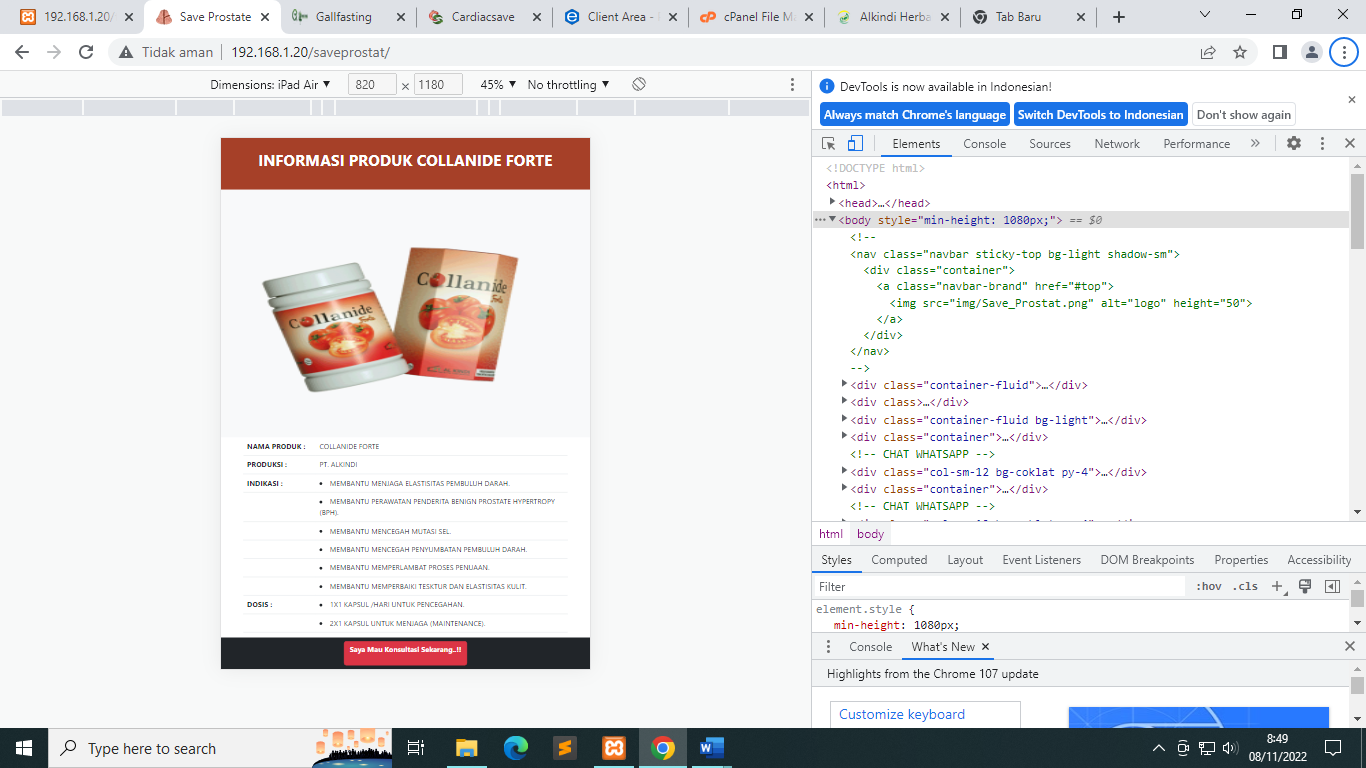 192.168.1.20/
Save Prostate
Gallfasting
Cardiacsave
Client Area -
cPanel File Ma
Alkindi Herba
Tab Baru
Tidak aman
192.168.1.20/saveprostat/
Dimensions: iPad Air ▼ 820 × 1180 45% ▼ No throttling ▼
DevTools is now available in Indonesian!
Always match Chrome's language Switch DevTools to Indonesian Don't show again
Elements Console Sources Network Performance »
INFORMASI PRODUK COLLANIDE FORTE
Collanide
Forte
Collanide
Forte
NAMA PRODUK : COLLANIDE FORTE
PRODUKSI : PT. ALKINDI
INDIKASI : • MEMBANTU MENJAGA ELASTISITAS PEMBULUH DARAH.
• MEMBANTU PERAWATAN PENDERITA BENIGN PROSTATE HYPERTROPY
(BPH).
• MEMBANTU MENCEGAH MUTASI SEL.
• MEMBANTU MENCEGAH PENYUMBATAN PEMBULUH DARAH.
• MEMBANTU MEMPERLAMBAT PROSES PENUAAN.
• MEMBANTU MEMPERBAIKI TESKTUR DAN ELASTISITAS KULIT.
DOSIS : • 1X1 KAPSUL /HARI UNTUK PENCEGAHAN.
• 2X1 KAPSUL UNTUK MENJAGA (MAINTENANCE).
Saya Mau Konsultasi Sekarang..!!
<!DOCTYPE html>
<html>
<head>…</head>
<body style="min-height: 1080px;"> == $0
<!--
<nav class="navbar sticky-top bg-light shadow-sm">
<div class="container">
<a class="navbar-brand" href="#top">
<img src="img/Save_Prostat.png" alt="logo" height="50">
</a>
</div>
</nav>
-->
<div class="container-fluid">…</div>
<div class>…</div>
<div class="container-fluid bg-light">…</div>
<div class="container">…</div>
<!-- CHAT WHATSAPP -->
<div class="col-sm-12 bg-coklat py-4">…</div>
<div class="container">…</div>
<!-- CHAT WHATSAPP -->
html body
Styles Computed Layout Event Listeners DOM Breakpoints Properties Accessibility
Filter :hov .cls
element.style {
min-height: 1080px;
Console What's New
Highlights from the Chrome 107 update
Customize keyboard
Type here to search
8:49
08/11/2022